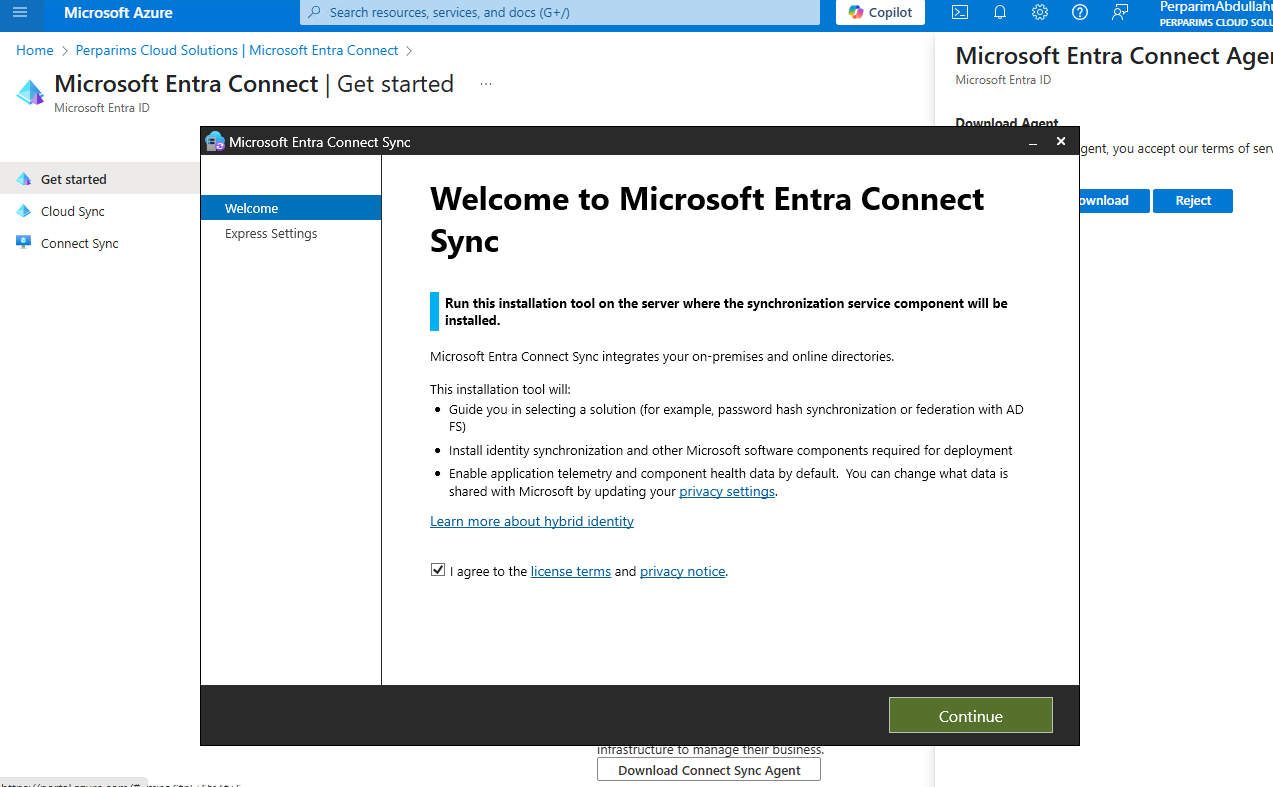 Microsoft Azure
Search resources, services, and docs (G+/)
Copilot
PerparimAbdullahu
PERPARIMS CLOUD SOLU
Home > Perparims Cloud Solutions | Microsoft Entra Connect >
Microsoft Entra Connect | Get started ...
Microsoft Entra ID
Get started
Cloud Sync
Connect Sync
Microsoft Entra Connect Agen
Microsoft Entra ID
Download Agent
gent, you accept our terms of serv
ownload
Reject
Microsoft Entra Connect Sync
Welcome
Express Settings
Welcome to Microsoft Entra Connect
Sync
Run this installation tool on the server where the synchronization service component will be
installed.
Microsoft Entra Connect Sync integrates your on-premises and online directories.
This installation tool will:
• Guide you in selecting a solution (for example, password hash synchronization or federation with AD
FS)
• Install identity synchronization and other Microsoft software components required for deployment
• Enable application telemetry and component health data by default. You can change what data is
shared with Microsoft by updating your privacy settings.
Learn more about hybrid identity
I agree to the license terms and privacy notice.
Continue
infrastructure to manage their business.
Download Connect Sync Agent